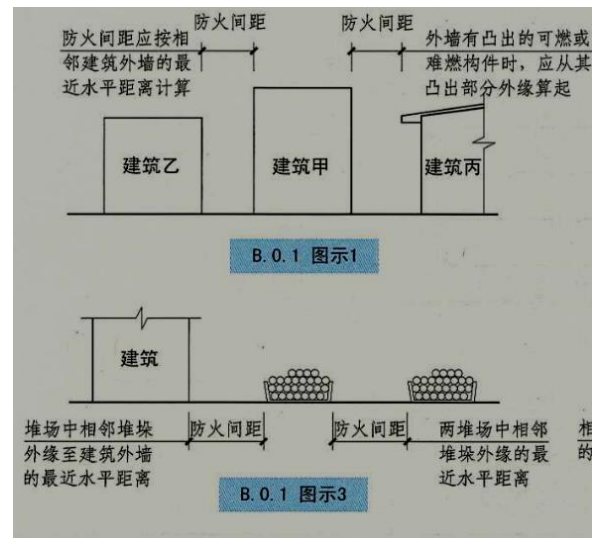 防火间距应按相
邻建筑外墙的最
近水平距离计算
防火间距
防火间距
外墙有凸出的可燃或
难燃构件时，应从其
凸出部分外缘算起
建筑乙
建筑甲
建筑丙
B.0.1 图示1
建筑
堆场中相邻堆垛
外缘至建筑外墙
的最近水平距离
防火间距
防火间距
两堆场中相邻
堆垛外缘的最
近水平距离
相
的
B.0.1 图示3